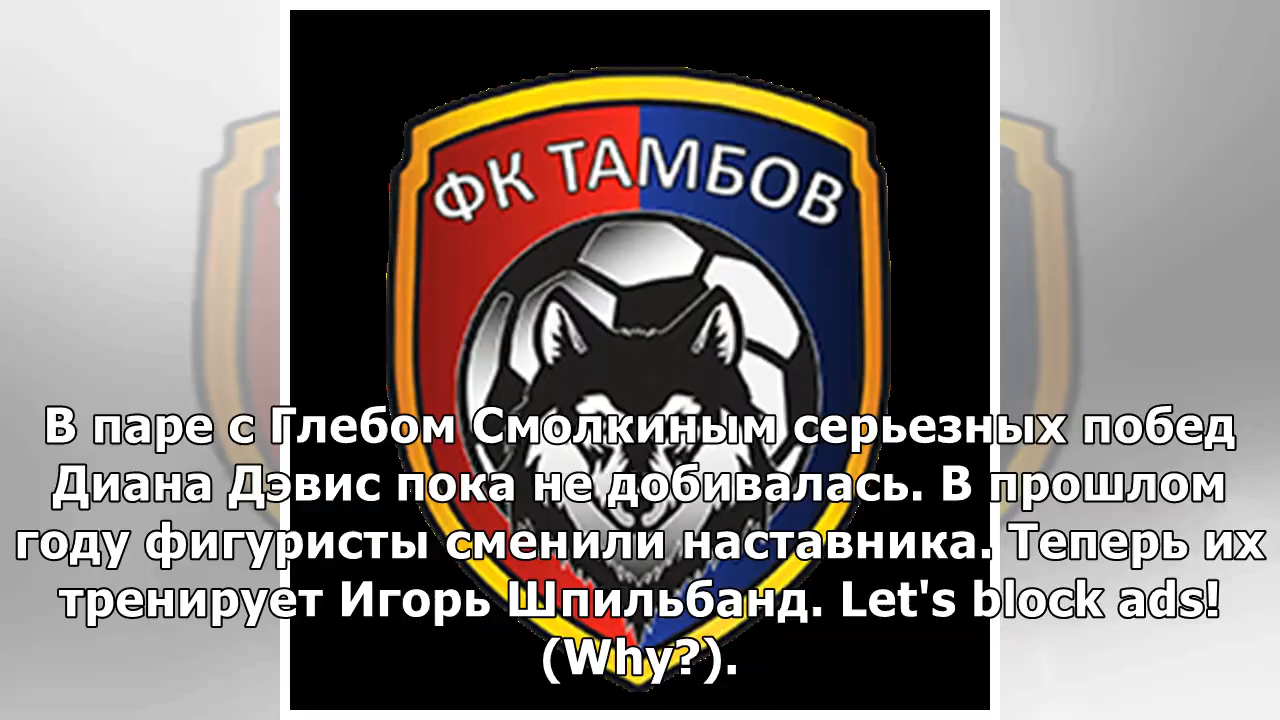 ФК ТАМБОВ
В паре с Глебом Смолкиным серьезных побед
Диана Дэвис пока не добивалась. В прошлом
году фигуристы сменили наставника. Теперь их
тренирует Игорь Шпильбанд. Let's block ads!
(Why?).